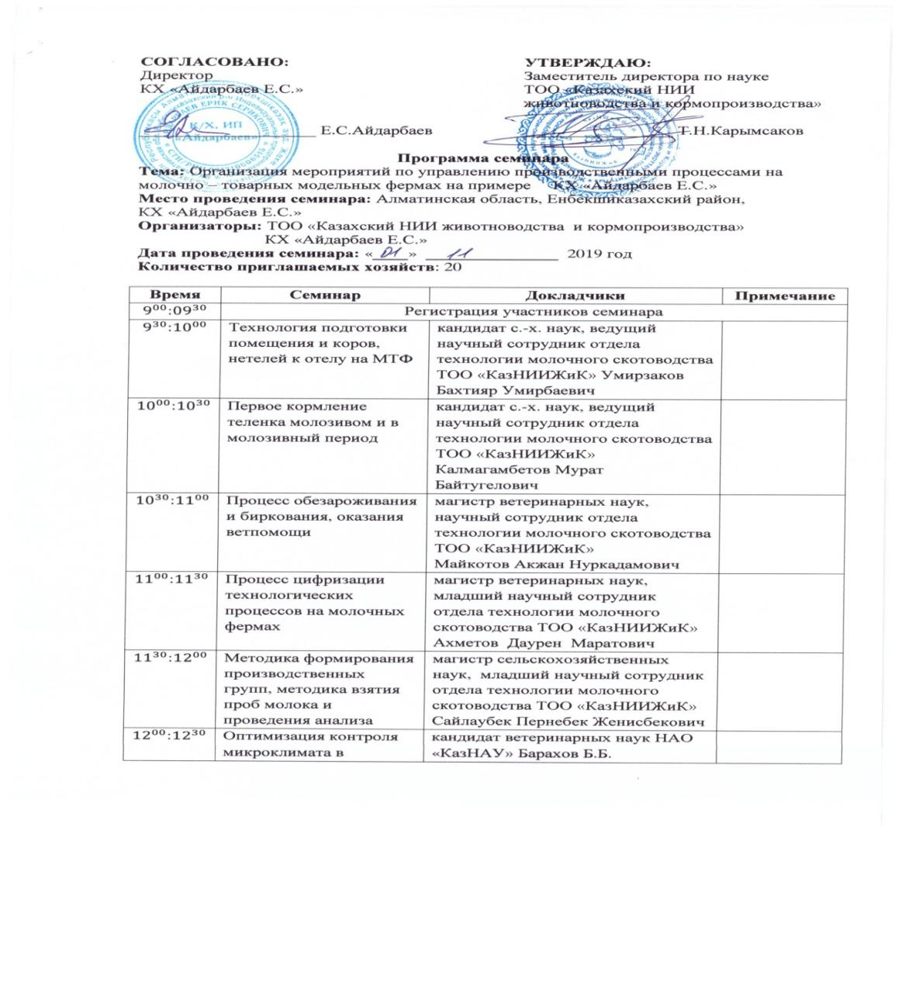 СОГЛАСОВАНО:
Директор
КХ «Айдарбаев Е.С.»
Е.С.Айдарбаев
УТВЕРЖДАЮ:
Заместитель директора по науке
ТОО «Казахский НИИ
животноводства и кормопроизводства»
Т.Н.Карымсаков
К/Х, ИП
«Айдарбаев»
Программа семинара
Тема: Организация мероприятий по управлению производственными процессами на
молочно – товарных модельных фермах на примере КХ «Айдарбаев Е.С.»
Место проведения семинара: Алматинская область, Енбекшиказахский район,
КХ «Айдарбаев Е.С.»
Организаторы: ТОО «Казахский НИИ животноводства и кормопроизводства»
КХ «Айдарбаев Е.С.»
Дата проведения семинара: «01» 11 2019 год
Количество приглашаемых хозяйств: 20
Время Семинар Докладчики Примечание
9⁰⁰:09³⁰ Регистрация участников семинара
9³⁰:10⁰⁰
Технология подготовки
помещения и коров,
нетелей к отелу на МТФ
кандидат с.-х. наук, ведущий
научный сотрудник отдела
технологии молочного скотоводства
ТОО «КазНИИЖиК» Умирзаков
Бахтияр Умирбаевич
10⁰⁰:10³⁰
Первое кормление
теленка молозивом и в
молозивный период
кандидат с.-х. наук, ведущий
научный сотрудник отдела
технологии молочного скотоводства
ТОО «КазНИИЖиК»
Калмагамбетов Мурат
Байтугелович
10³⁰:11⁰⁰
Процесс обезароживания
и биркования, оказания
ветпомощи
магистр ветеринарных наук,
научный сотрудник отдела
технологии молочного скотоводства
ТОО «КазНИИЖиК»
Майкотов Акжан Нуркадамович
11⁰⁰:11³⁰
Процесс цифризации
технологических
процессов на молочных
фермах
магистр ветеринарных наук,
младший научный сотрудник
отдела технологии молочного
скотоводства ТОО «КазНИИЖиК»
Ахметов Даурен Маратович
11³⁰:12⁰⁰
Методика формирования
производственных
групп, методика взятия
проб молока и
проведения анализа
магистр сельскохозяйственных
наук, младший научный сотрудник
отдела технологии молочного
скотоводства ТОО «КазНИИЖиК»
Сайлаубек Пернебек Женисбекович
12⁰⁰:12³⁰
Оптимизация контроля
микроклимата в
кандидат ветеринарных наук НАО
«КазНАУ» Барахов Б.Б.